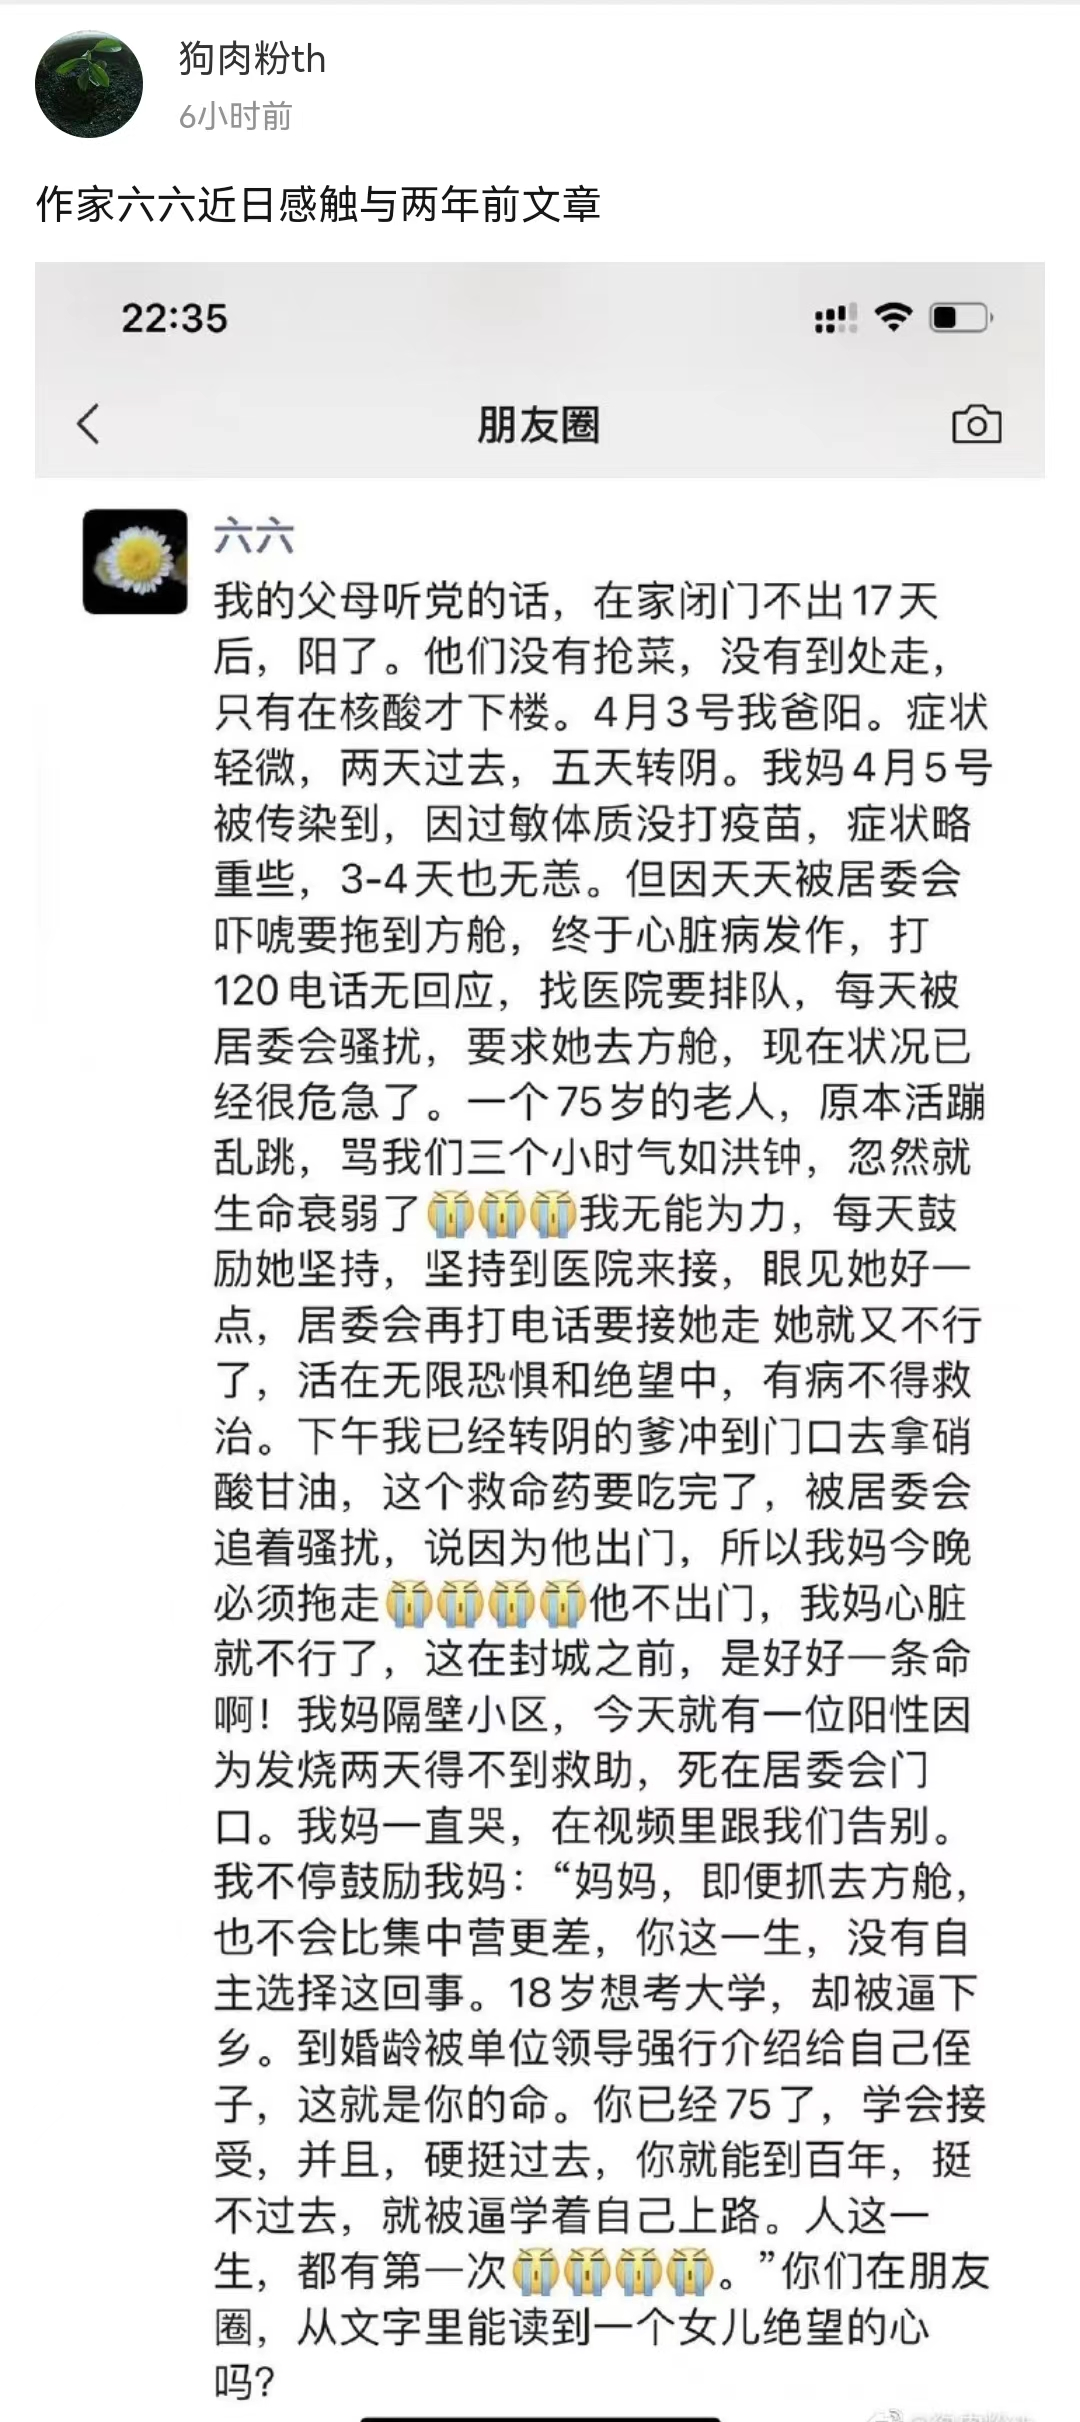 狗肉粉th
6小时前
作家六六近日感触与两年前文章
22:35
朋友圈
六六
我的父母听党的话，在家闭门不出17天
后，阳了。他们没有抢菜，没有到处走，
只有在核酸才下楼。4月3号我爸阳。症状
轻微，两天过去，五天转阴。我妈4月5号
被传染到，因过敏体质没打疫苗，症状略
重些，3-4天也无恙。但因天天被居委会
吓唬要拖到方舱，终于心脏病发作，打
120电话无回应，找医院要排队，每天被
居委会骚扰，要求她去方舱，现在状况已
经很危急了。一个75岁的老人，原本活蹦
乱跳，骂我们三个小时气如洪钟，忽然就
生命衰弱了😭😭😭我无能为力，每天鼓
励她坚持，坚持到医院来接，眼见她好一
点，居委会再打电话要接她走 她就又不行
了，活在无限恐惧和绝望中，有病不得救
治。下午我已经转阴的爹冲到门口去拿硝
酸甘油，这个救命药要吃完了，被居委会
追着骚扰，说因为他出门，所以我妈今晚
必须拖走😭😭😭😭他不出门，我妈心脏
就不行了，这在封城之前，是好好一条命
啊！我妈隔壁小区，今天就有一位阳性因
为发烧两天得不到救助，死在居委会门
口。我妈一直哭，在视频里跟我们告别。
我不停鼓励我妈：“妈妈，即便抓去方舱，
也不会比集中营更差，你这一生，没有自
主选择这回事。18岁想考大学，却被逼下
乡。到婚龄被单位领导强行介绍给自己侄
子，这就是你的命。你已经75了，学会接
受，并且，硬挺过去，你就能到百年，挺
不过去，就被逼学着自己上路。人这一
生，都有第一次😭😭😭😭。”你们在朋友
圈，从文字里能读到一个女儿绝望的心
吗？